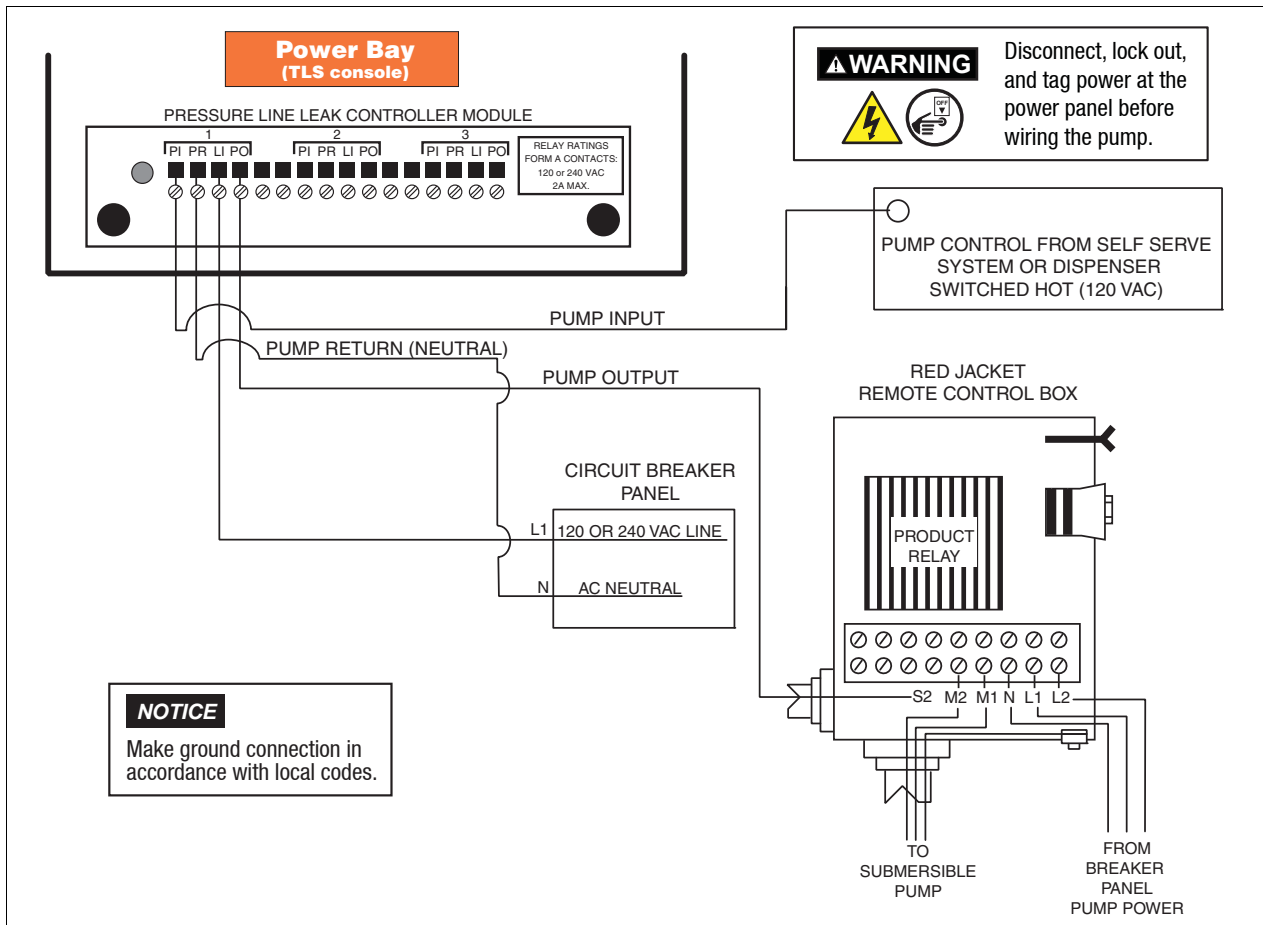 Power Bay
(TLS console)
WARNING
OFF
Disconnect, lock out,
and tag power at the
power panel before
wiring the pump.
PRESSURE LINE LEAK CONTROLLER MODULE
1 2 3
PI PR LI PO PI PR LI PO PI PR LI PO
RELAY RATINGS
FORM A CONTACTS:
120 or 240 VAC
2A MAX.
PUMP CONTROL FROM SELF SERVE
SYSTEM OR DISPENSER
SWITCHED HOT (120 VAC)
PUMP INPUT
PUMP RETURN (NEUTRAL)
PUMP OUTPUT
RED JACKET
REMOTE CONTROL BOX
CIRCUIT BREAKER
PANEL
L1 120 OR 240 VAC LINE
N AC NEUTRAL
PRODUCT
RELAY
S2 M2 M1 N L1 L2
NOTICE
Make ground connection in
accordance with local codes.
TO
SUBMERSIBLE
PUMP
FROM
BREAKER
PANEL
PUMP POWER